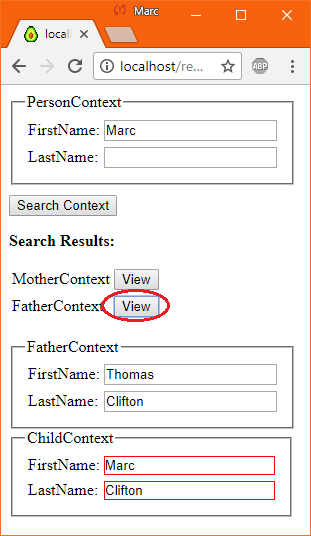 Marc
local
localhost/re...
ABP
PersonContext
FirstName: Marc
LastName:
Search Context
Search Results:
MotherContext View
FatherContext View
FatherContext
FirstName: Thomas
LastName: Clifton
ChildContext
FirstName: Marc
LastName: Clifton